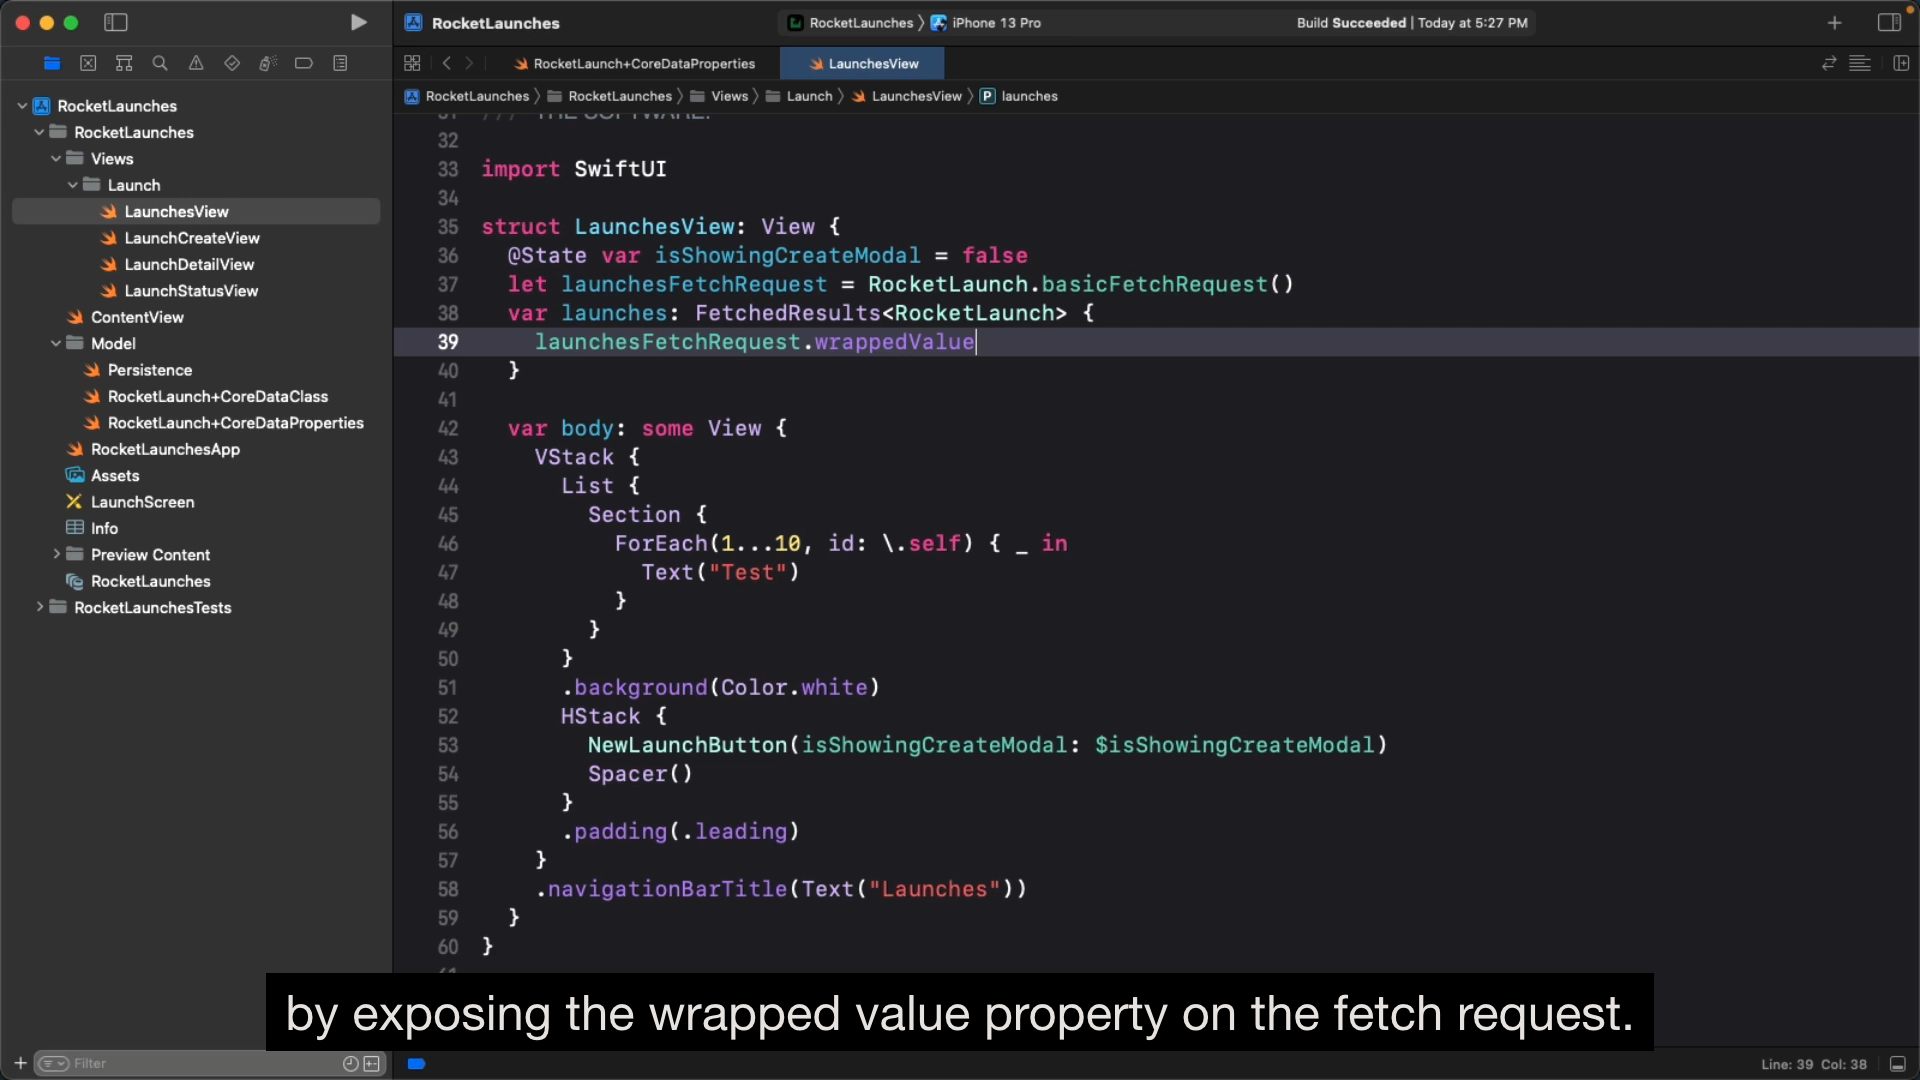 RocketLaunches
RocketLaunches 〉 iPhone 13 Pro
Build Succeeded | Today at 5:27 PM
RocketLaunch+CoreDataProperties
LaunchesView
RocketLaunches 〉 RocketLaunches 〉 Views 〉 Launch 〉 LaunchesView 〉 P launches
RocketLaunches
RocketLaunches
Views
Launch
LaunchesView
LaunchCreateView
LaunchDetailView
LaunchStatusView
ContentView
Model
Persistence
RocketLaunch+CoreDataClass
RocketLaunch+CoreDataProperties
RocketLaunchesApp
Assets
LaunchScreen
Info
Preview Content
RocketLaunches
RocketLaunchesTests
31 /// THE SOFTWARE.
32
33 import SwiftUI
34
35 struct LaunchesView: View {
36 @State var isShowingCreateModal = false
37 let launchesFetchRequest = RocketLaunch.basicFetchRequest()
38 var launches: FetchedResults<RocketLaunch> {
39 launchesFetchRequest.wrappedValue
40 }
41
42 var body: some View {
43 VStack {
44 List {
45 Section {
46 ForEach(1...10, id: \.self) { _ in
47 Text("Test")
48 }
49 }
50 }
51 .background(Color.white)
52 HStack {
53 NewLaunchButton(isShowingCreateModal: $isShowingCreateModal)
54 Spacer()
55 }
56 .padding(.leading)
57 }
58 .navigationBarTitle(Text("Launches"))
59 }
60 }
61
by exposing the wrapped value property on the fetch request.
Filter
Line: 39 Col: 38